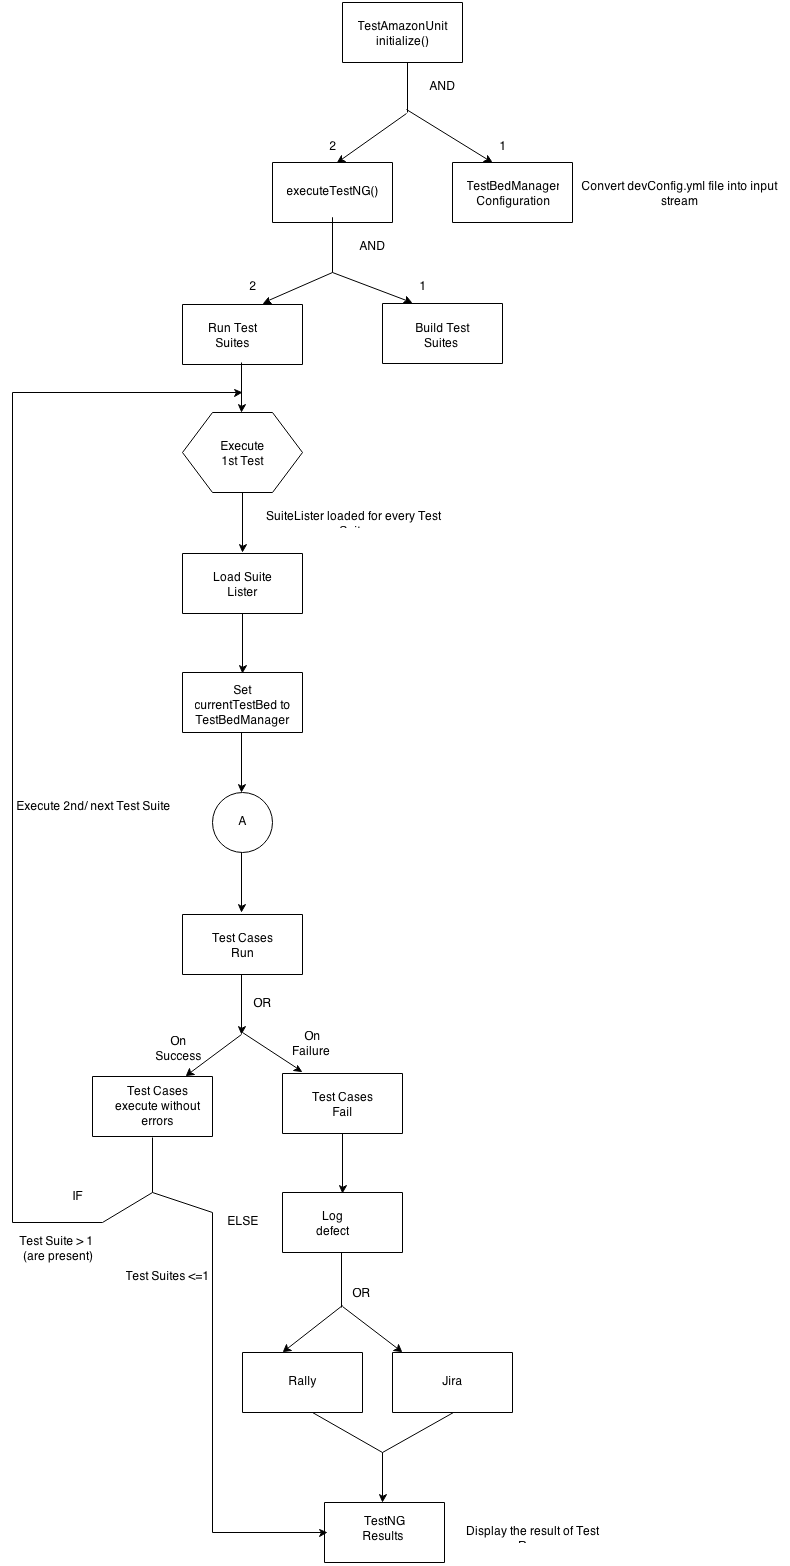 TestAmazonUnit
initialize()
AND
2
1
executeTestNG()
TestBedManager
Configuration
Convert devConfig.yml file into input
stream
AND
2
1
Run Test
Suites
Build Test
Suites
Execute
1st Test
SuiteLister loaded for every Test
Load Suite
Lister
Set
currentTestBed to
TestBedManager
Execute 2nd/ next Test Suite
A
Test Cases
Run
OR
On
Success
On
Failure
Test Cases
execute without
errors
Test Cases
Fail
IF
ELSE
Log
defect
Test Suite > 1
(are present)
Test Suites <=1
OR
Rally
Jira
TestNG
Results
Display the result of Test